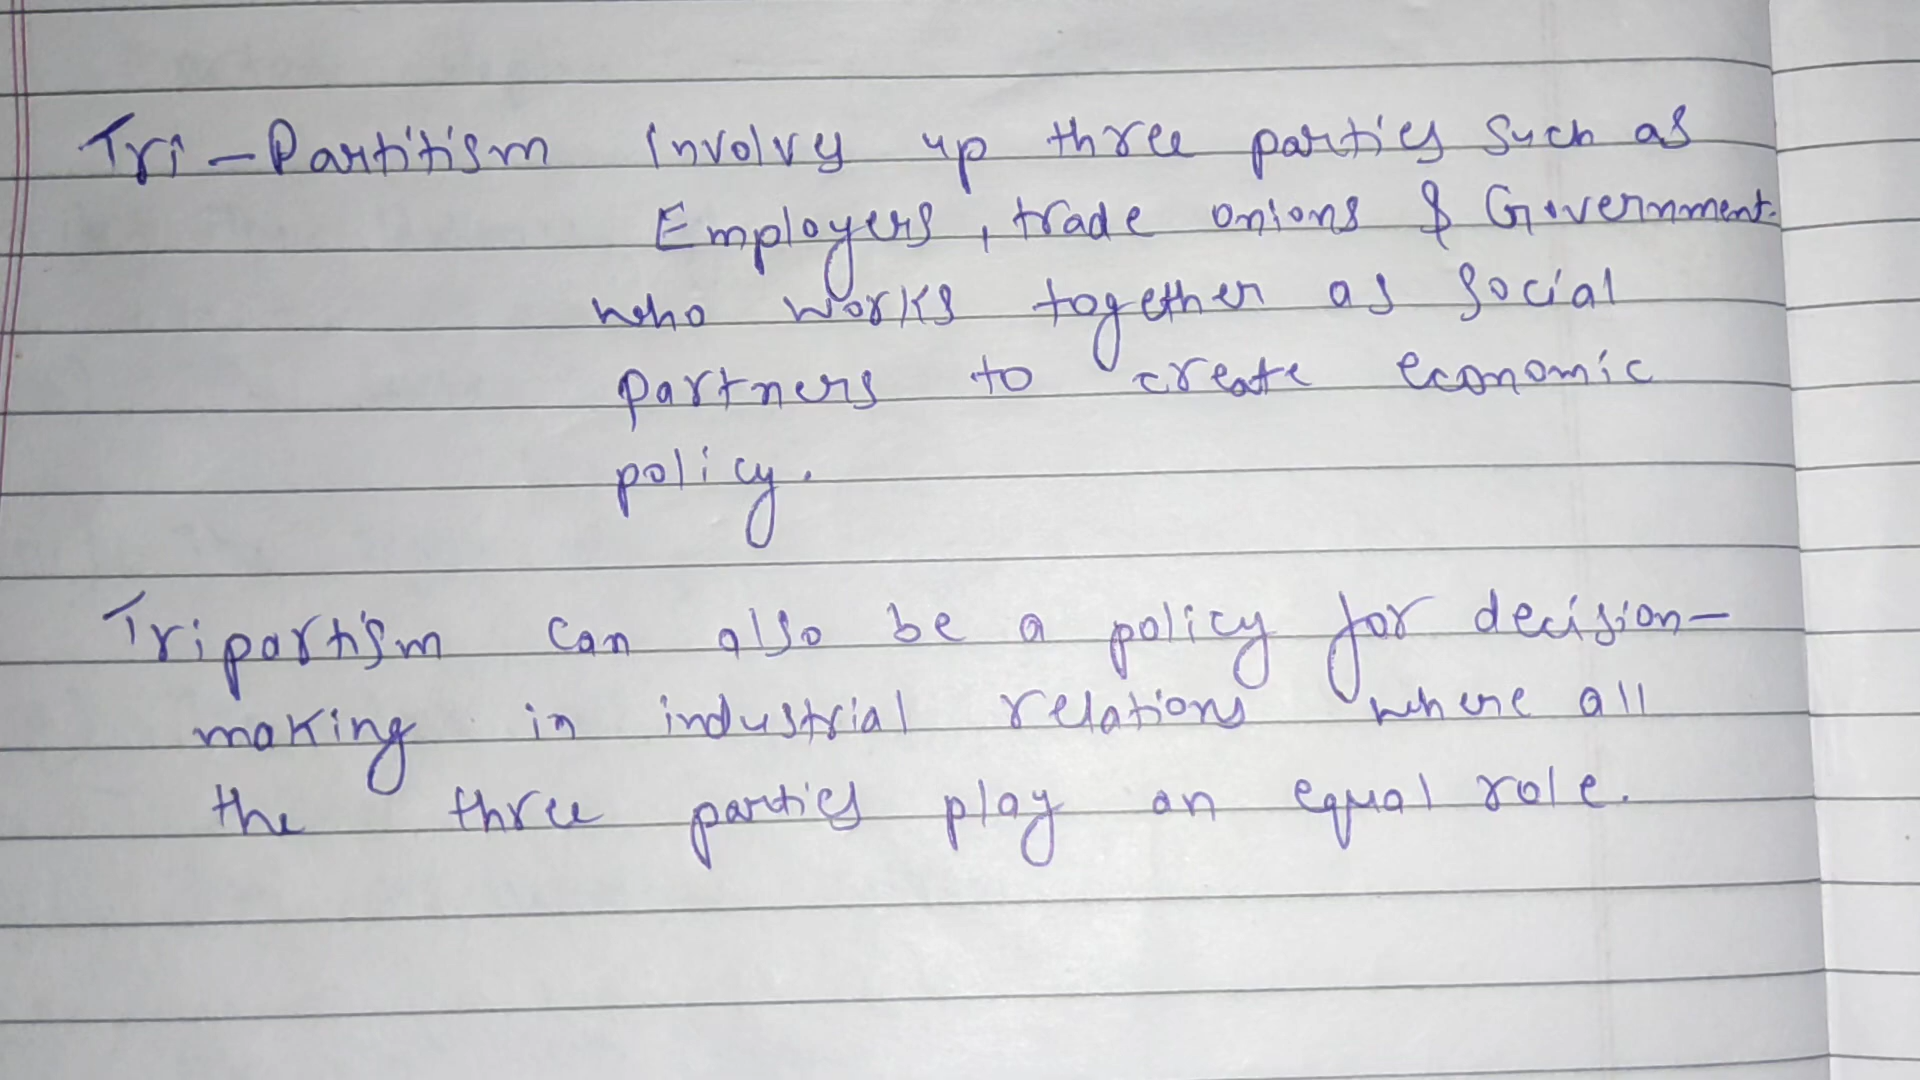 Tri-Partitism involves up three parties such as
Employers, trade onions & Government.
who works together as social
partners to create economic
policy.
Tripartism can also be a policy for decision-
making in industrial relations where all
the three parties play an equal role.